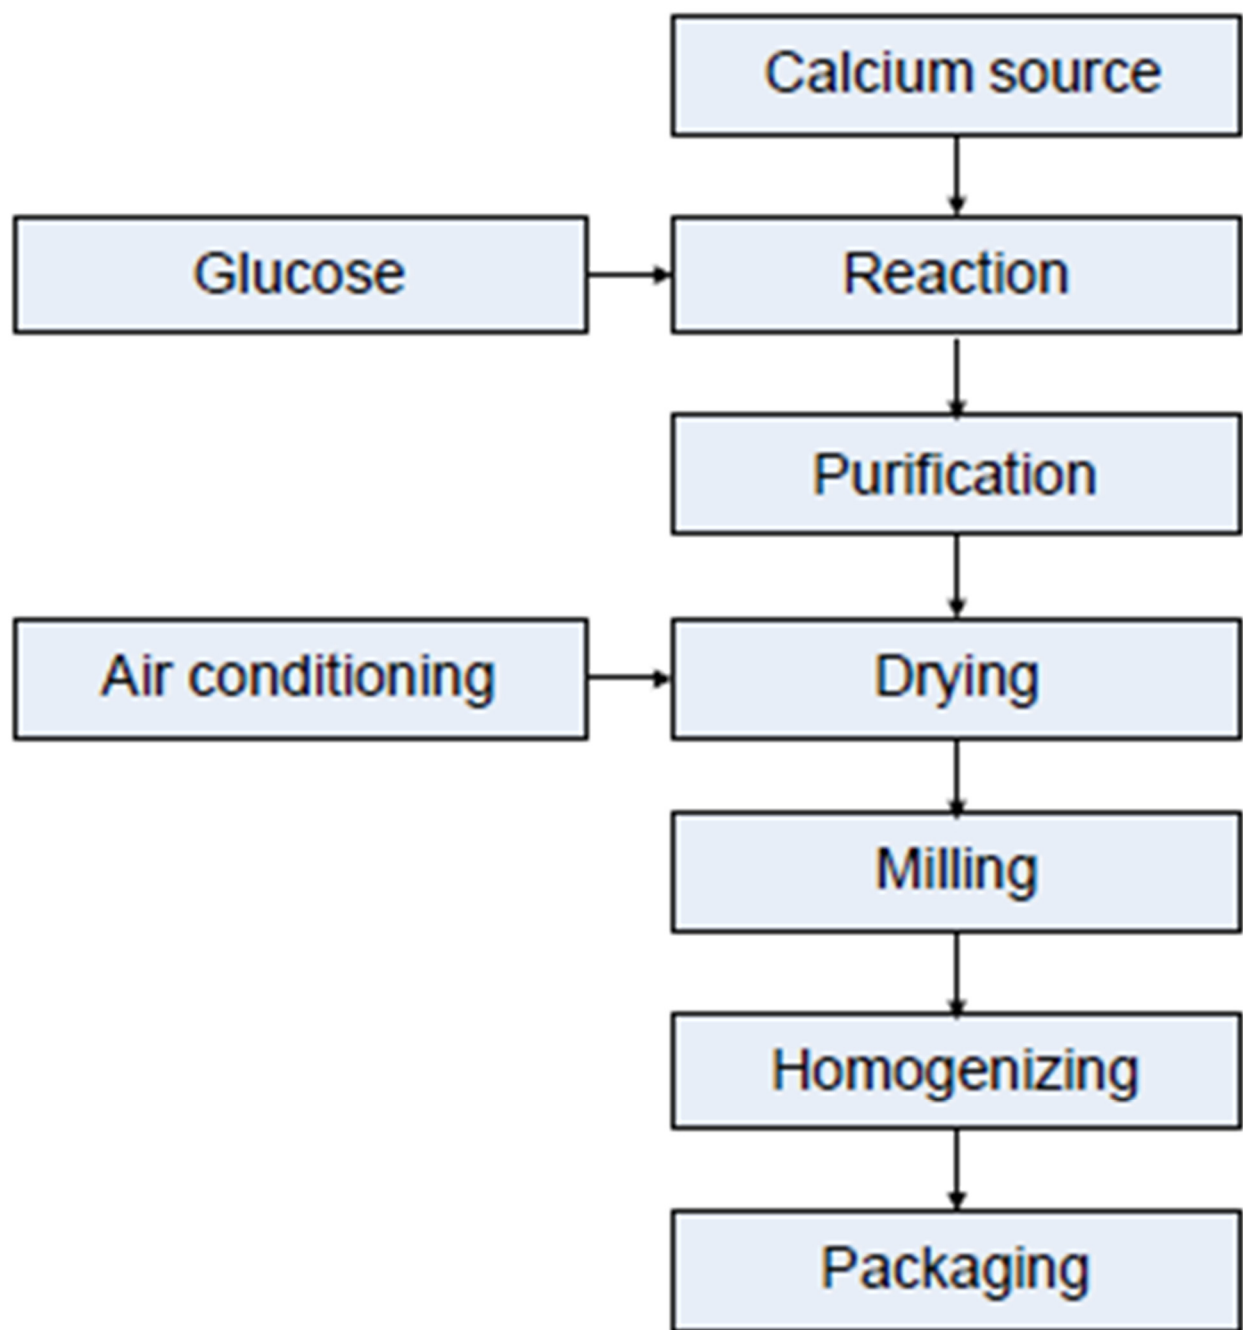 Calcium source
Glucose
Reaction
Purification
Air conditioning
Drying
Milling
Homogenizing
Packaging